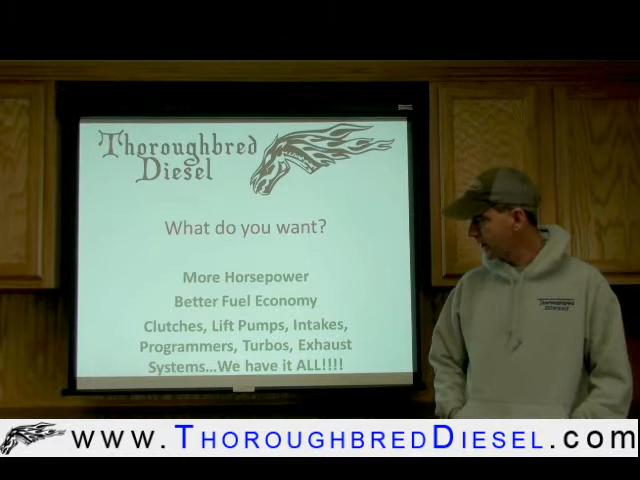 Thoroughbred
Diesel
What do you want?
More Horsepower
Better Fuel Economy
Clutches, Lift Pumps, Intakes,
Programmers, Turbos, Exhaust
Systems...We have it ALL!!!!
www.ThoroughbredDiesel.com